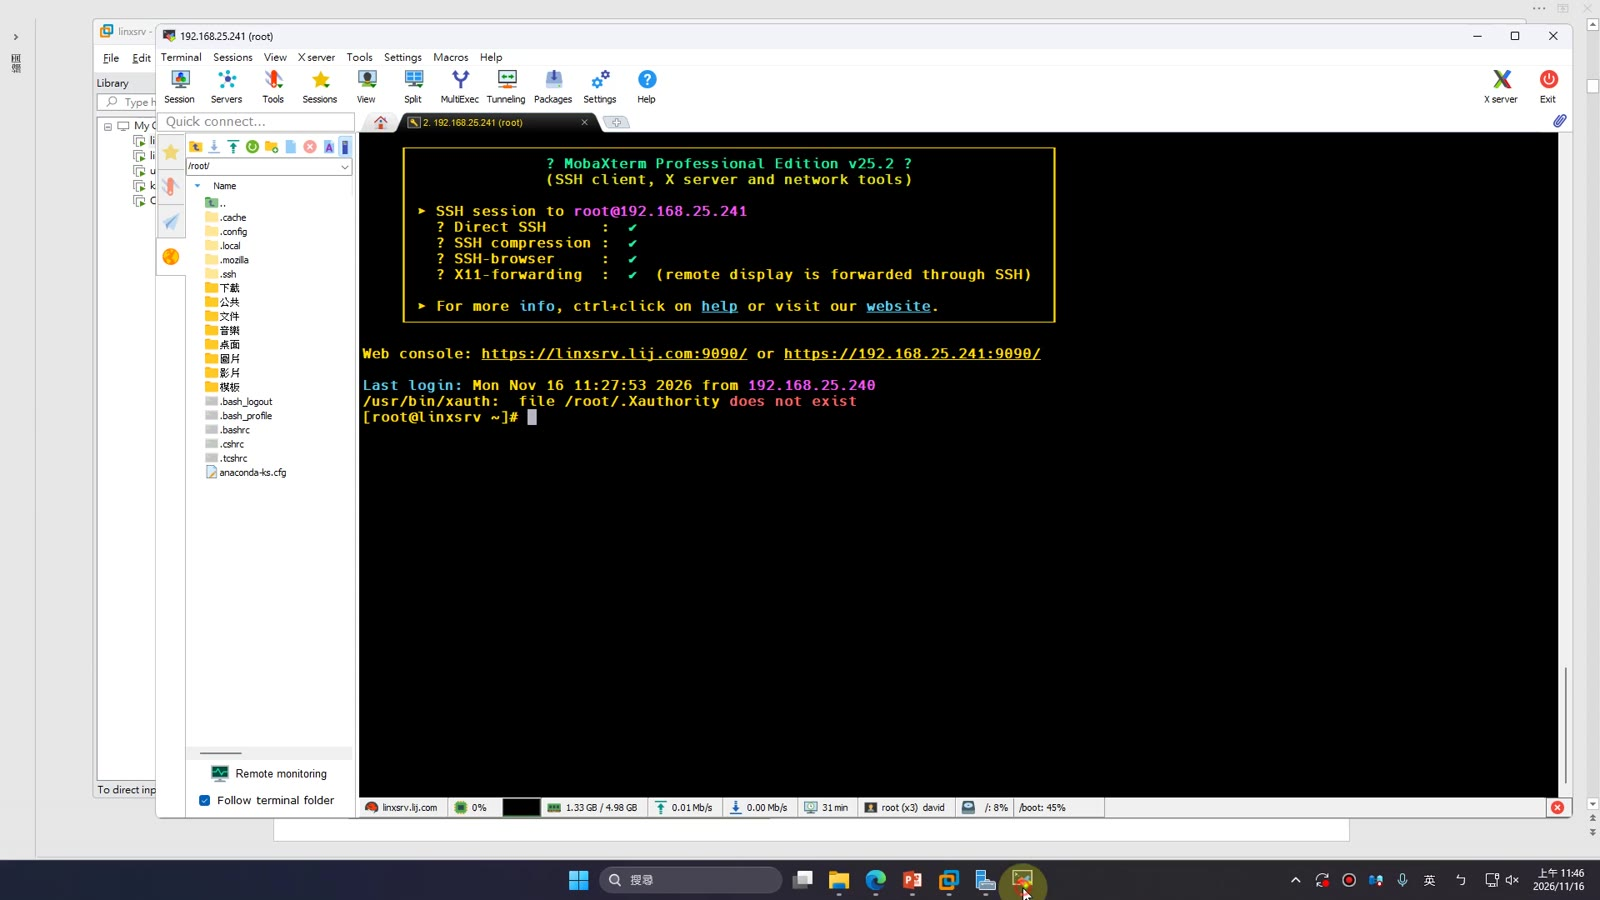 linxsrv -
192.168.25.241 (root)
File Edit
Terminal Sessions View X server Tools Settings Macros Help
Library
Session Servers Tools Sessions View Split MultiExec Tunneling Packages Settings Help X server Exit
Quick connect...
2. 192.168.25.241 (root)
/root/
Name
..
.cache
.config
.local
.mozilla
.ssh
下載
公共
文件
音樂
桌面
圖片
影片
模板
.bash_logout
.bash_profile
.bashrc
.cshrc
.tcshrc
anaconda-ks.cfg
Remote monitoring
Follow terminal folder
To direct inp
? MobaXterm Professional Edition v25.2 ?
(SSH client, X server and network tools)
➤ SSH session to root@192.168.25.241
? Direct SSH : ✔
? SSH compression : ✔
? SSH-browser : ✔
? X11-forwarding : ✔ (remote display is forwarded through SSH)
➤ For more info, ctrl+click on help or visit our website.
Web console: https://linxsrv.lij.com:9090/ or https://192.168.25.241:9090/
Last login: Mon Nov 16 11:27:53 2026 from 192.168.25.240
/usr/bin/xauth: file /root/.Xauthority does not exist
[root@linxsrv ~]#
linxsrv.lij.com 0% 1.33 GB / 4.98 GB 0.01 Mb/s 0.00 Mb/s 31 min root (x3) david /: 8% /boot: 45%
搜尋
英 ㄅ
上午 11:46
2026/11/16